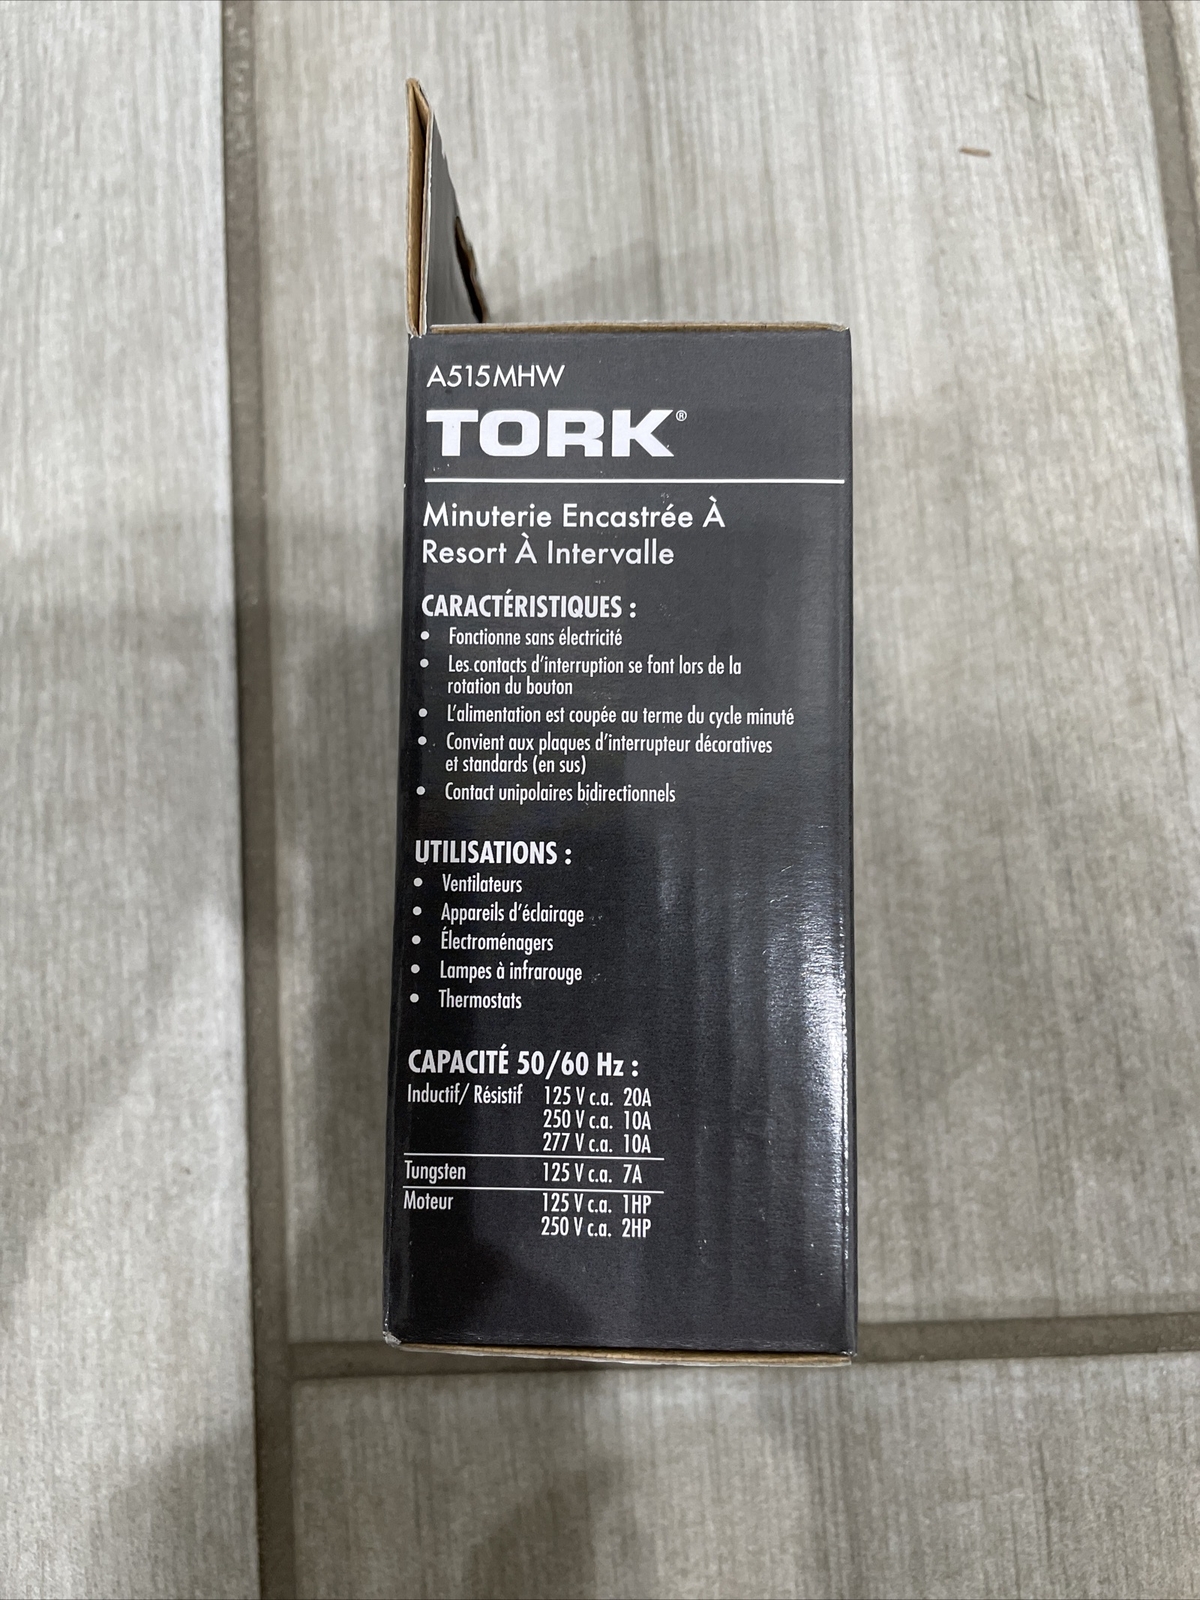 A515MHW
TORK®
Minuterie Encastrée À
Resort À Intervalle
CARACTÉRISTIQUES :
• Fonctionne sans électricité
• Les contacts d'interruption se font lors de la
rotation du bouton
• L'alimentation est coupée au terme du cycle minuté
• Convient aux plaques d'interrupteur décoratives
et standards (en sus)
• Contact unipolaires bidirectionnels
UTILISATIONS :
• Ventilateurs
• Appareils d'éclairage
• Électroménagers
• Lampes à infrarouge
• Thermostats
CAPACITÉ 50/60 Hz :
Inductif/ Résistif 125 V c.a. 20A
250 V c.a. 10A
277 V c.a. 10A
Tungsten 125 V c.a. 7A
Moteur 125 V c.a. 1HP
250 V c.a. 2HP